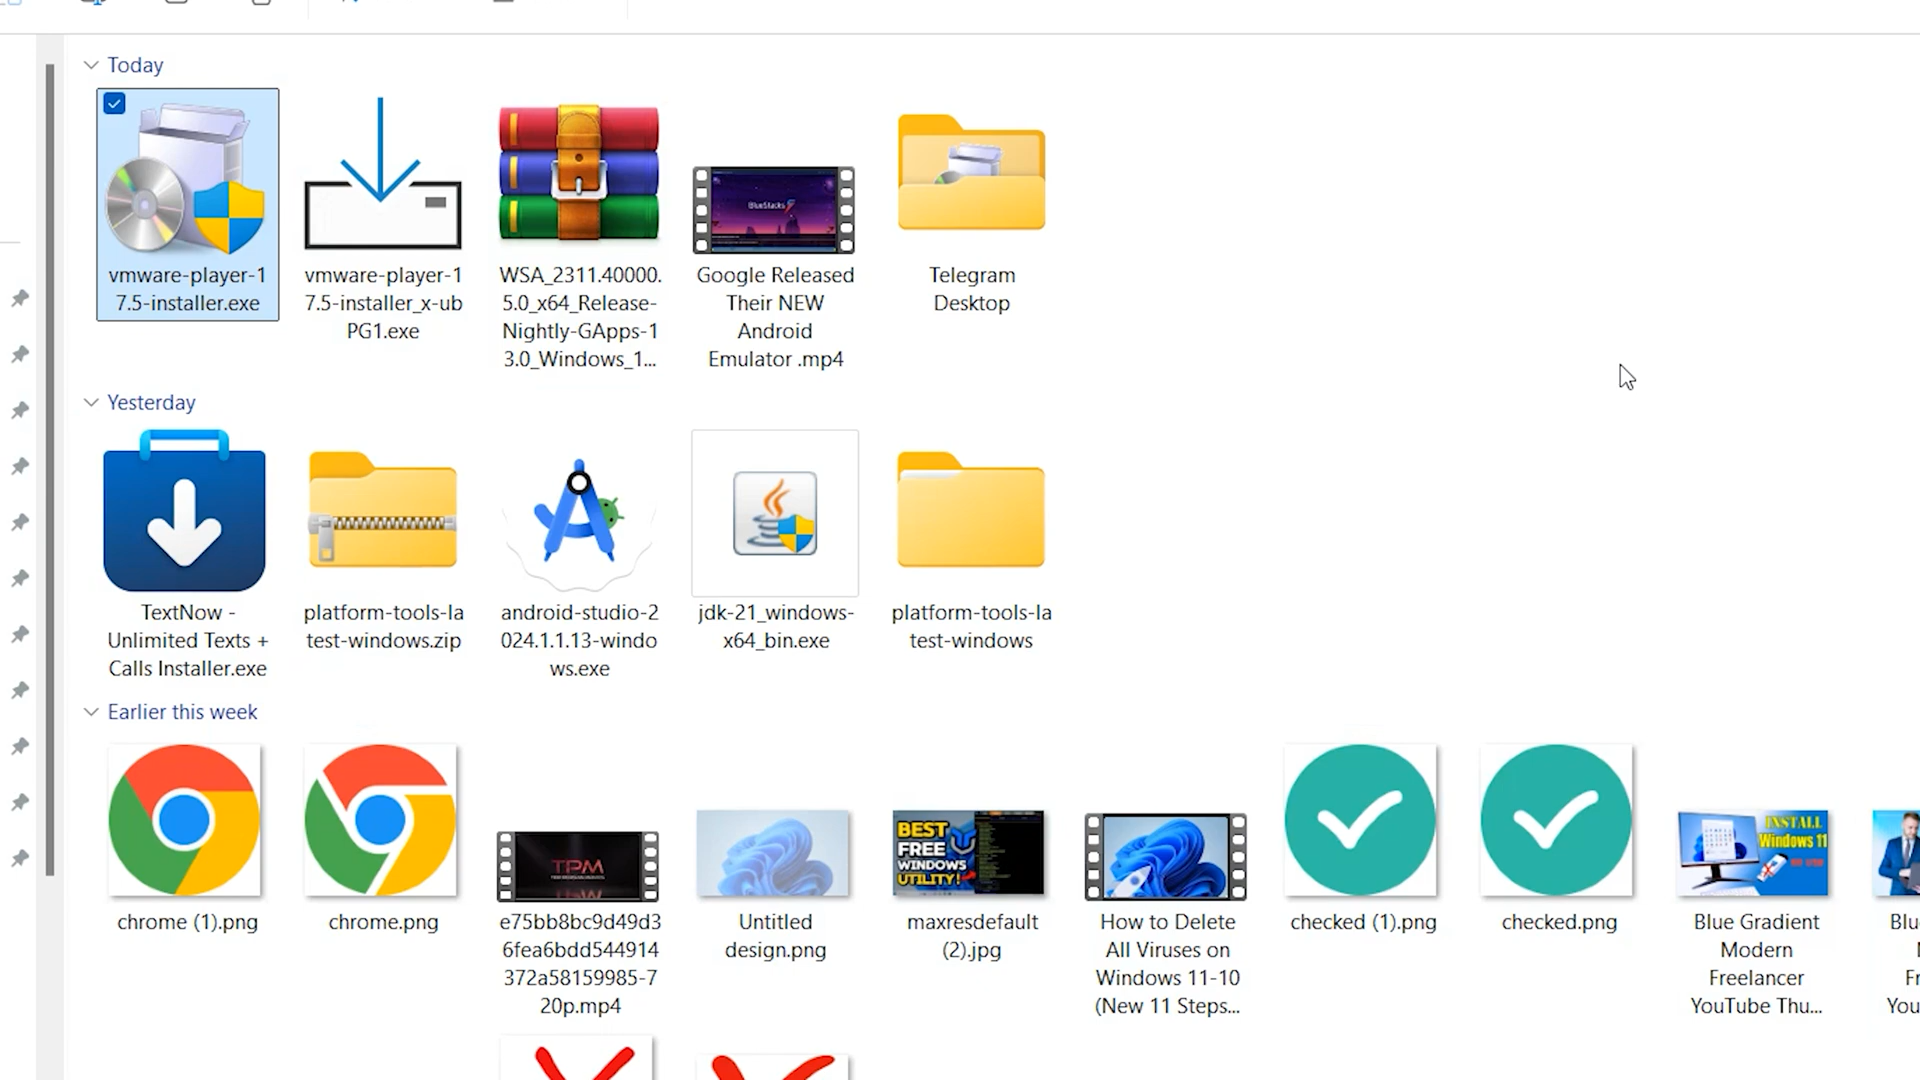 Today
vmware-player-1
7.5-installer.exe
vmware-player-1
7.5-installer_x-ub
PG1.exe
WSA_2311.40000.
5.0_x64_Release-
Nightly-GApps-1
3.0_Windows_1...
BlueStacks
Google Released
Their NEW
Android
Emulator .mp4
Telegram
Desktop
Yesterday
TextNow -
Unlimited Texts +
Calls Installer.exe
platform-tools-la
test-windows.zip
android-studio-2
024.1.1.13-windo
ws.exe
jdk-21_windows-
x64_bin.exe
platform-tools-la
test-windows
Earlier this week
chrome (1).png
chrome.png
TPM
e75bb8bc9d49d3
6fea6bdd544914
372a58159985-7
20p.mp4
Untitled
design.png
BEST
FREE
WINDOWS
UTILITY!
maxresdefault
(2).jpg
How to Delete
All Viruses on
Windows 11-10
(New 11 Steps...
checked (1).png
checked.png
INSTALL
Windows 11
Blue Gradient
Modern
Freelancer
YouTube Thu...